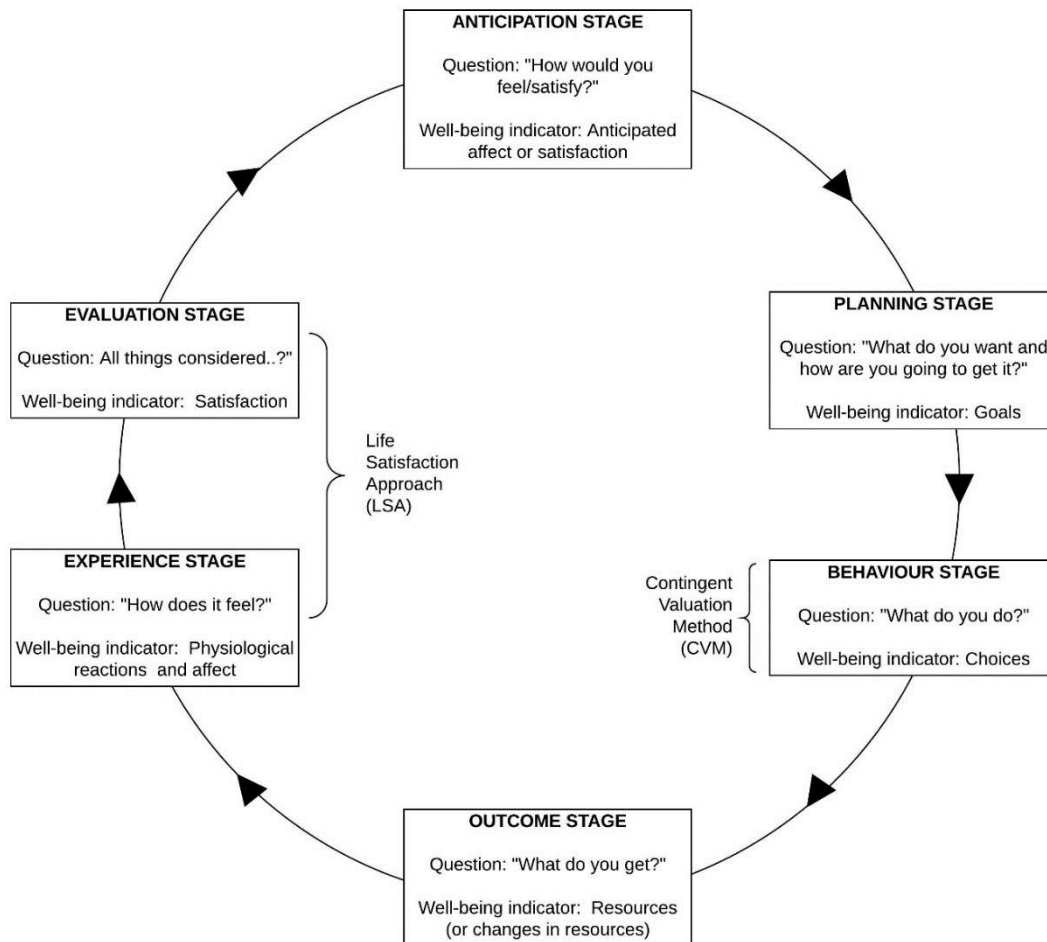 ANTICIPATION STAGE
Question: "How would you
feel/satisfy?"
Well-being indicator: Anticipated
affect or satisfaction
PLANNING STAGE
Question: "What do you want and
how are you going to get it?"
Well-being indicator: Goals
BEHAVIOUR STAGE
Question: "What do you do?"
Well-being indicator: Choices
Contingent
Valuation
Method
(CVM)
OUTCOME STAGE
Question: "What do you get?"
Well-being indicator: Resources
(or changes in resources)
EXPERIENCE STAGE
Question: "How does it feel?"
Well-being indicator: Physiological
reactions and affect
EVALUATION STAGE
Question: All things considered..?"
Well-being indicator: Satisfaction
Life
Satisfaction
Approach
(LSA)